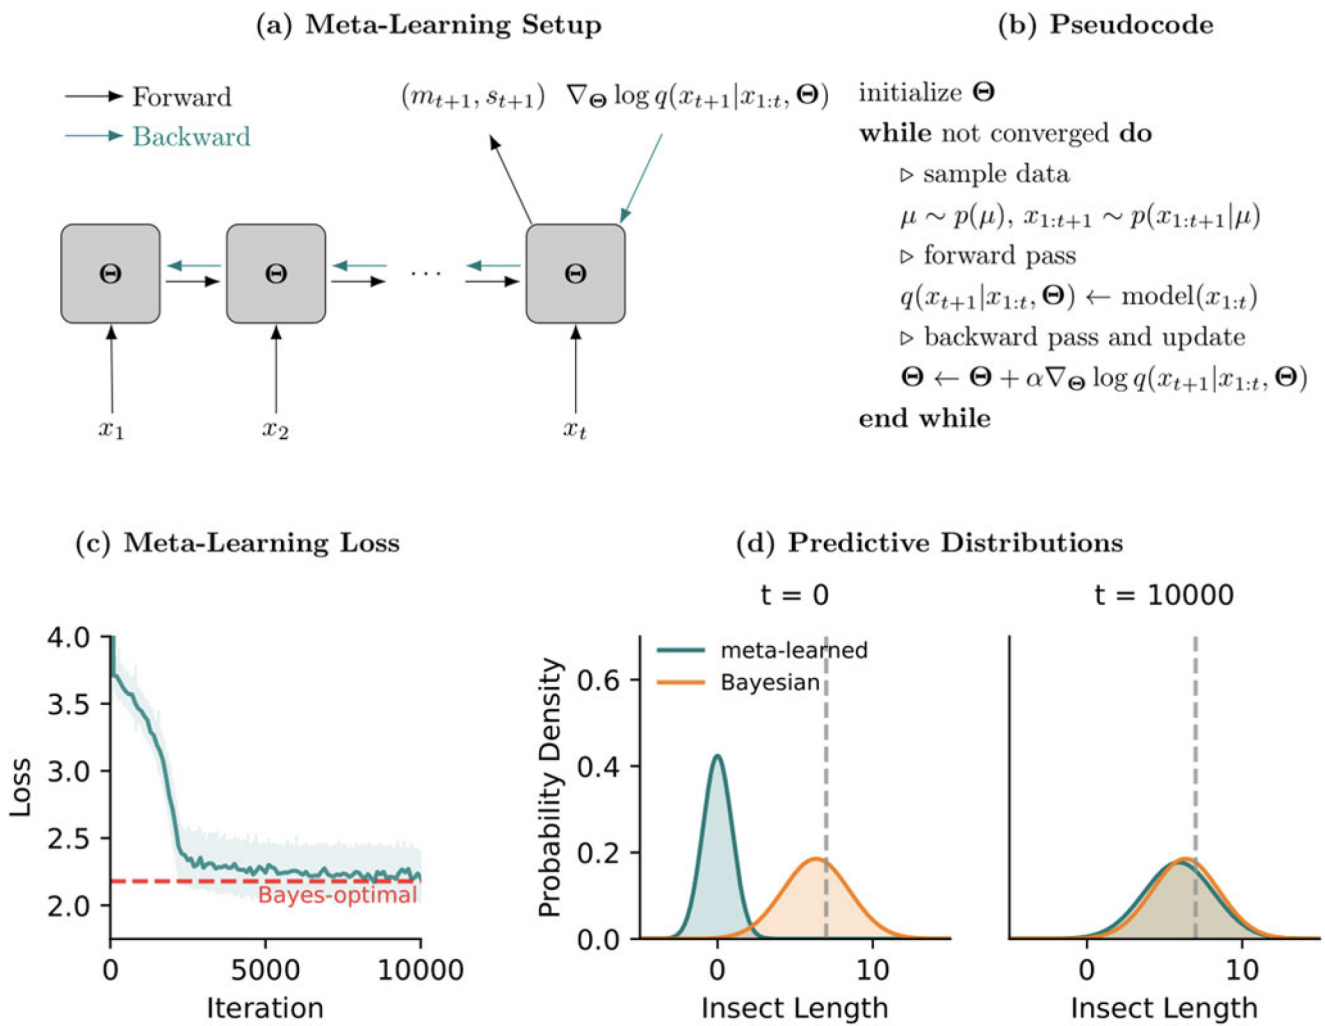 (a) Meta-Learning Setup
Forward
Backward
(m_{t+1}, s_{t+1}) ∇_Θ log q(x_{t+1}|x_{1:t}, Θ)
Θ Θ ... Θ
x_1 x_2 x_t
(b) Pseudocode
initialize Θ
while not converged do
▷ sample data
μ ∼ p(μ), x_{1:t+1} ∼ p(x_{1:t+1}|μ)
▷ forward pass
q(x_{t+1}|x_{1:t}, Θ) ← model(x_{1:t})
▷ backward pass and update
Θ ← Θ + α∇_Θ log q(x_{t+1}|x_{1:t}, Θ)
end while
(c) Meta-Learning Loss
4.0
3.5
3.0
2.5
2.0
Loss
Bayes-optimal
0 5000 10000
Iteration
(d) Predictive Distributions
t = 0
meta-learned
Bayesian
0.6
0.4
0.2
0.0
Probability Density
0 10
Insect Length
t = 10000
0 10
Insect Length